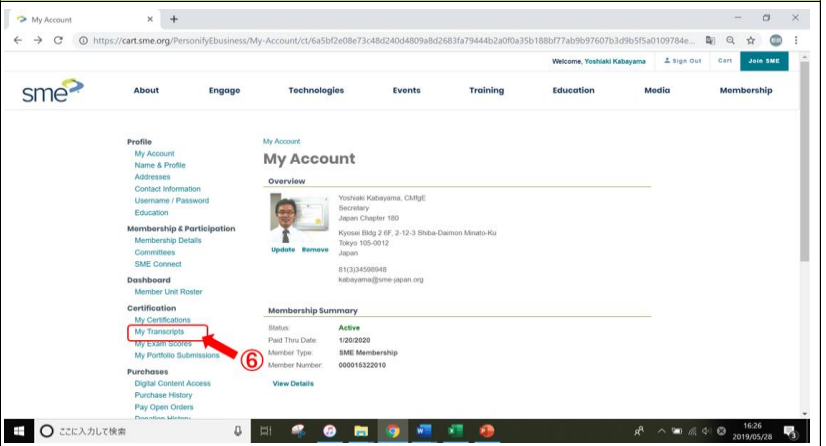 My Account
https://cart.sme.org/PersonifyEbusiness/My-Account/ct/6a5bf2e08e73c48d240d4809a8d2683fa79444b2a0f0a35b188bf77ab9b97607b3d9b5f5a0109784e...
Welcome, Yoshiaki Kabayama Sign Out Cart Join SME
sme
About Engage Technologies Events Training Education Media Membership
Profile
My Account
Name & Profile
Addresses
Contact Information
Username / Password
Education
Membership & Participation
Membership Details
Committees
SME Connect
Dashboard
Member Unit Roster
Certification
My Certifications
My Transcripts
My Exam Scores
My Portfolio Submissions
⑥
Purchases
Digital Content Access
Purchase History
Pay Open Orders
Donation History
My Account
My Account
Overview
Yoshiaki Kabayama, CMfgE
Secretary
Japan Chapter 180
Kyosei Bldg 2 6F, 2-12-3 Shiba-Daimon Minato-Ku
Tokyo 105-0012
Japan
81(3)34598948
kabayama@sme-japan.org
Update Remove
Membership Summary
Status: Active
Paid Thru Date: 1/20/2020
Member Type: SME Membership
Member Number: 000015322010
View Details
ここに入力して検索
16:26
2019/05/28